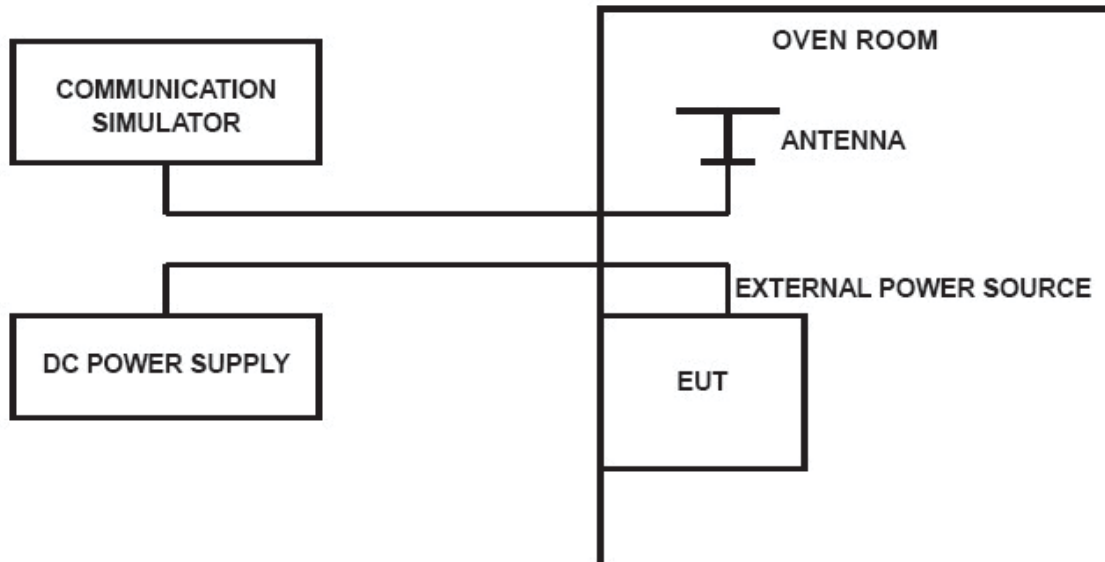 OVEN ROOM
COMMUNICATION
SIMULATOR
ANTENNA
EXTERNAL POWER SOURCE
DC POWER SUPPLY
EUT